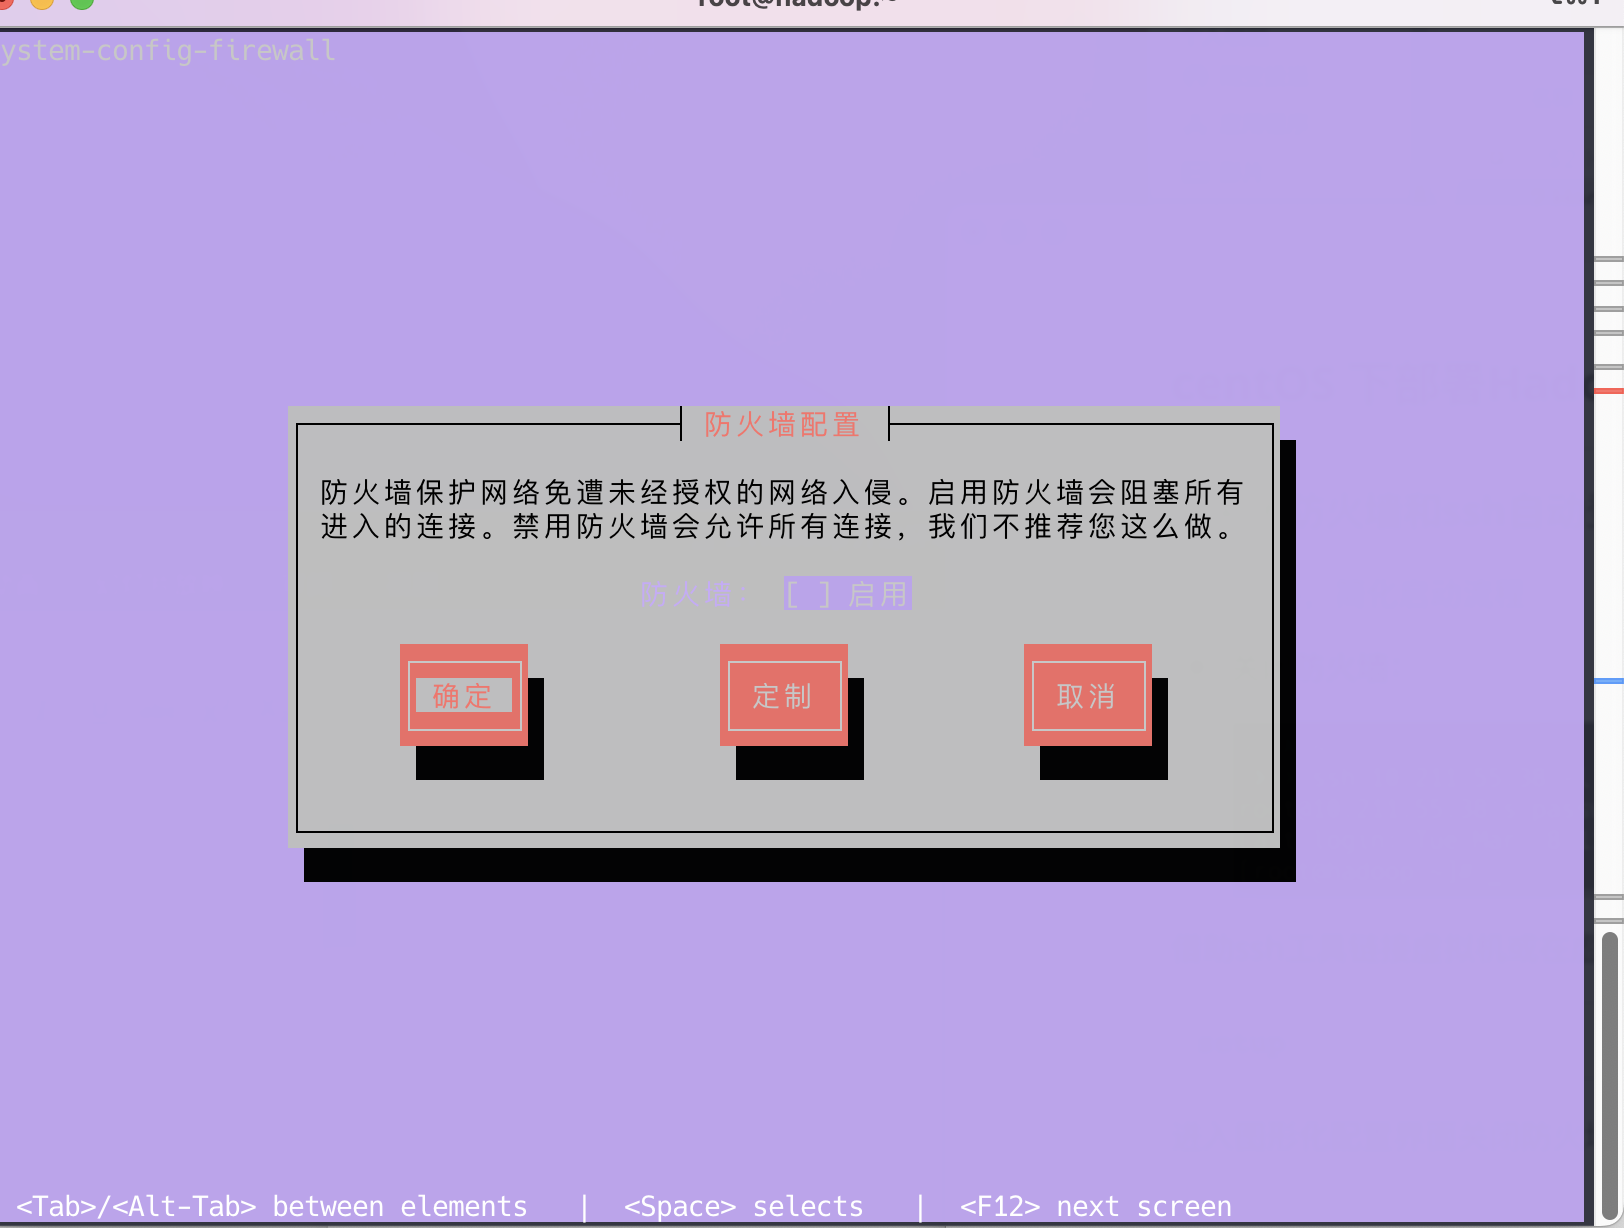 ystem-config-firewall
防火墙配置
防火墙保护网络免遭未经授权的网络入侵。启用防火墙会阻塞所有
进入的连接。禁用防火墙会允许所有连接，我们不推荐您这么做。
防火墙： [ ] 启用
确定 定制 取消
<Tab>/<Alt-Tab> between elements | <Space> selects | <F12> next screen